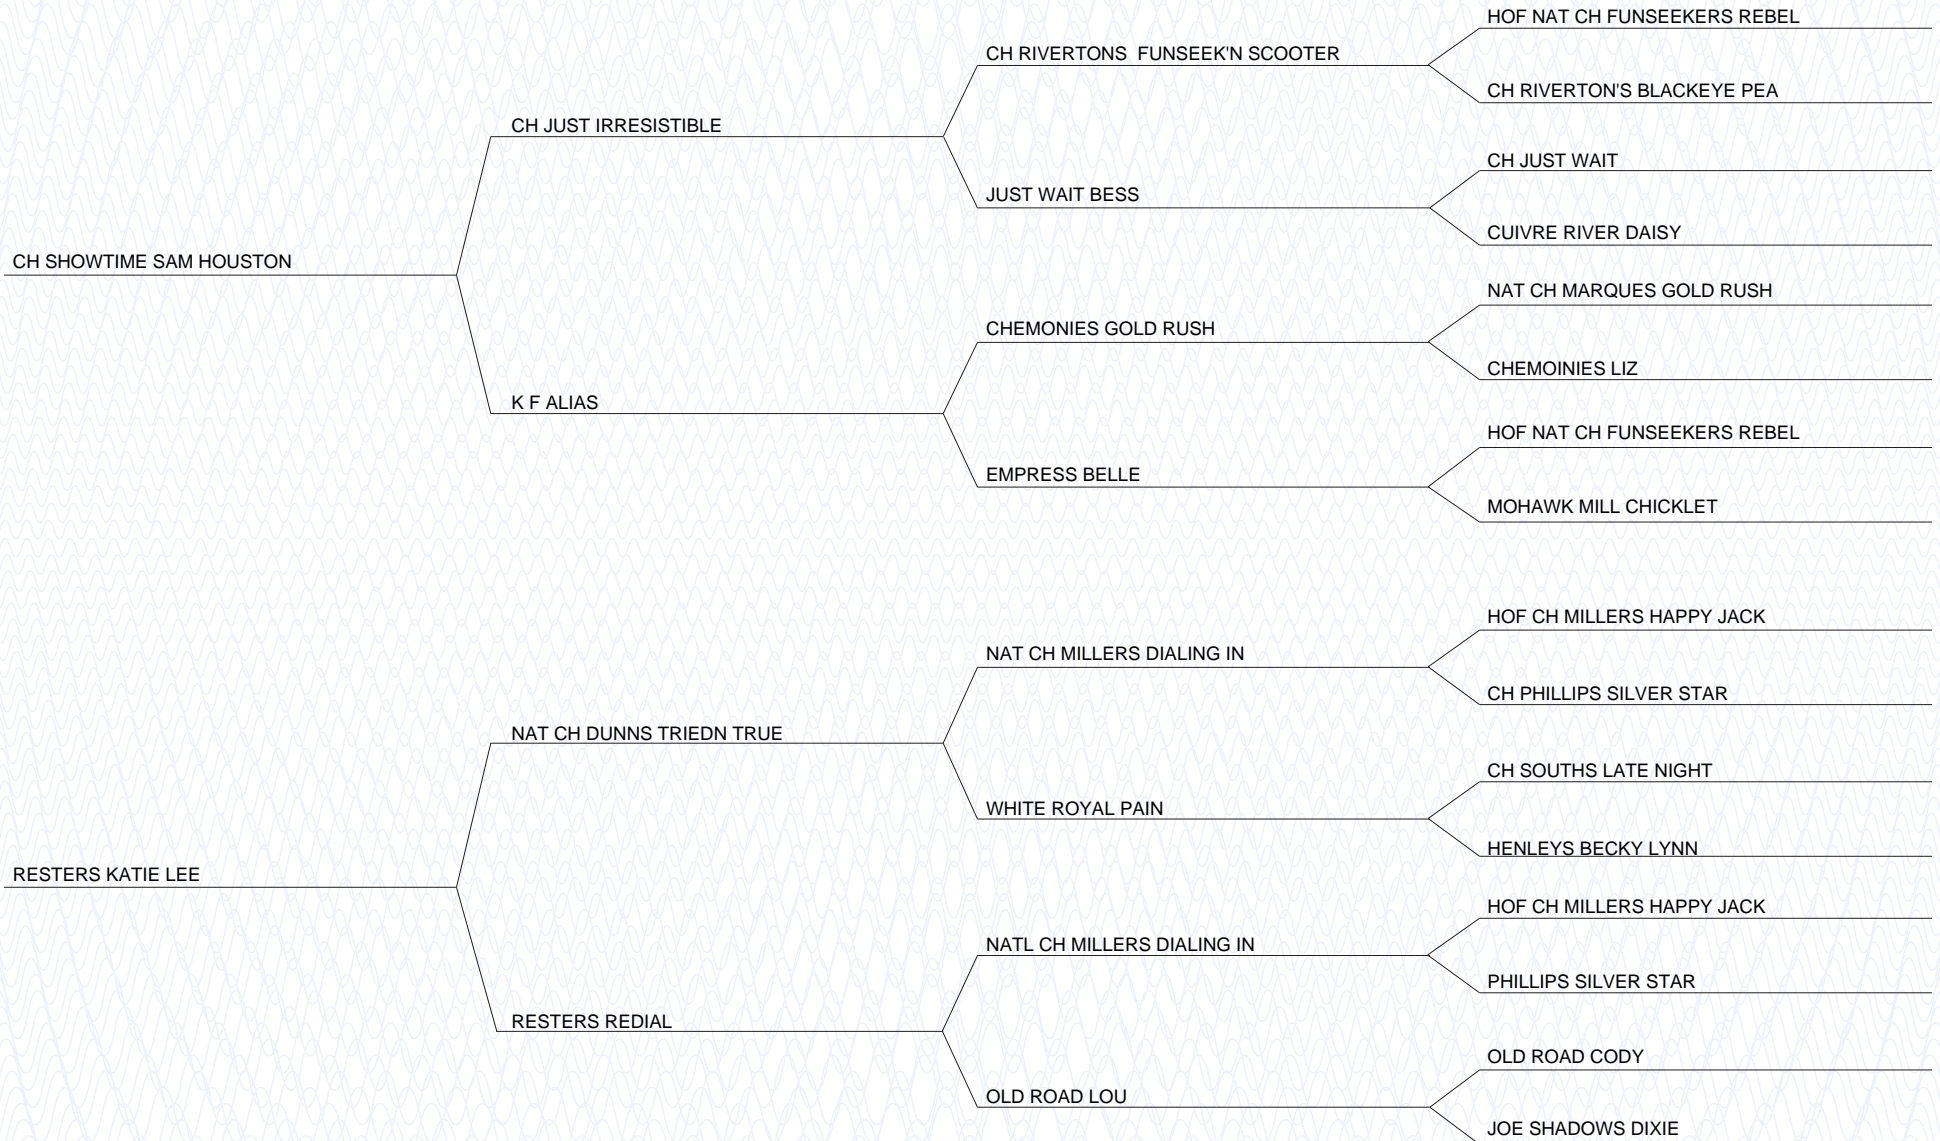 HOF NAT CH FUNSEEKERS REBEL
CH RIVERTONS  FUNSEEK'N SCOOTER
CH RIVERTON'S BLACKEYE PEA
CH JUST IRRESISTIBLE
CH JUST WAIT
JUST WAIT BESS
CUIVRE RIVER DAISY
CH SHOWTIME SAM HOUSTON
NAT CH MARQUES GOLD RUSH
CHEMONIES GOLD RUSH
CHEMOINIES LIZ
K F ALIAS
HOF NAT CH FUNSEEKERS REBEL
EMPRESS BELLE
MOHAWK MILL CHICKLET
HOF CH MILLERS HAPPY JACK
NAT CH MILLERS DIALING IN
CH PHILLIPS SILVER STAR
NAT CH DUNNS TRIEDN TRUE
CH SOUTHS LATE NIGHT
WHITE ROYAL PAIN
HENLEYS BECKY LYNN
RESTERS KATIE LEE
HOF CH MILLERS HAPPY JACK
NATL CH MILLERS DIALING IN
PHILLIPS SILVER STAR
RESTERS REDIAL
OLD ROAD CODY
OLD ROAD LOU
JOE SHADOWS DIXIE